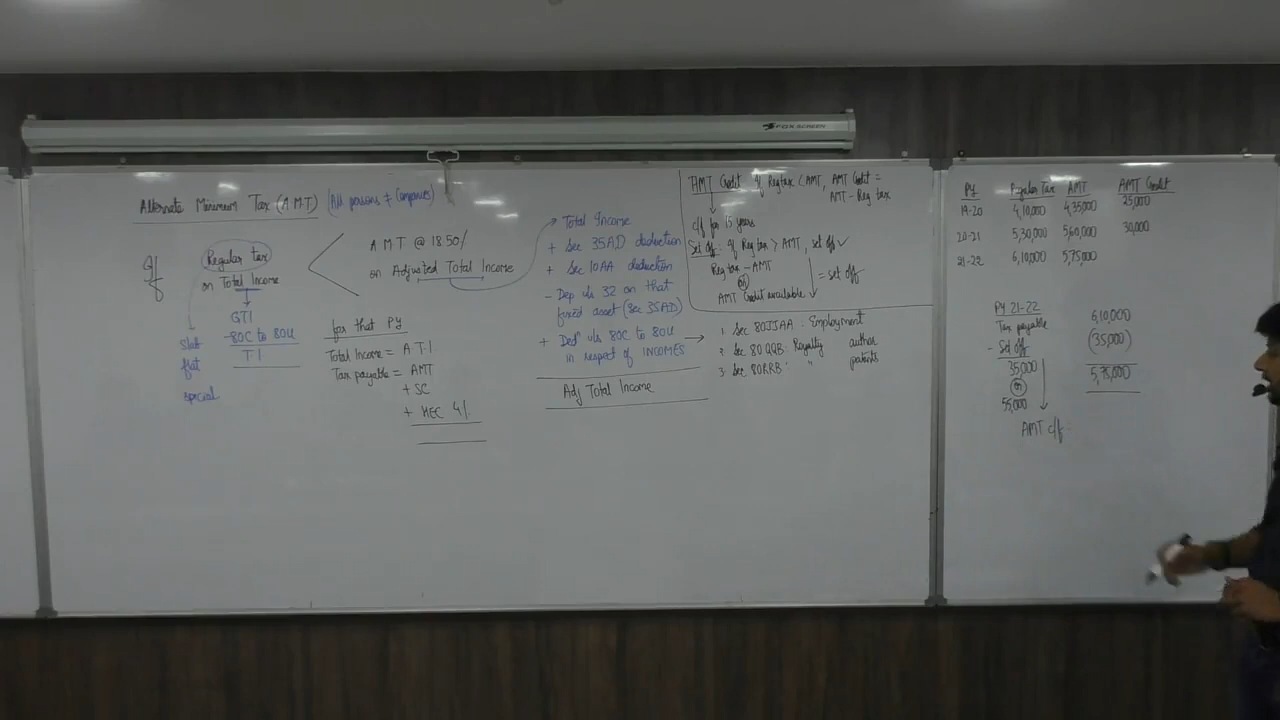 FOX SCREEN
Alternate Minimum Tax (AMT) (All persons ≠ Companies)
If
Regular tax
on Total Income
GTI
-80C to 80U
T I
slab
flat
special
A M T @ 18.50/.
on Adjusted Total Income
for that PY
Total Income = A T I
Tax payable = AMT
+ SC
+ HEC 4/.
Total Income
+ Sec 35AD deduction
+ Sec 10AA deduction
- Dep u/s 32 on that
fixed asset (Sec 35AD)
+ Dedn u/s 80C to 80U
in respect of INCOMES
Adj Total Income
AMT Credit If Reg tax < AMT, AMT Credit =
AMT - Reg tax
c/f for 15 years
Set off: If Reg tax > AMT, set off ✓
Reg tax - AMT
or
AMT Credit available
= set off
1. Sec 80JJAA : Employment
2. Sec 80QQB : Royalty author
3. Sec 80RRB : " patents
PY Regular Tax AMT AMT Credit
19-20 4,10,000 4,35,000 25,000
20-21 5,30,000 5,60,000 30,000
21-22 6,10,000 5,75,000
PY 21-22
Tax payable 6,10,000
- Set off (35,000)
35,000 5,75,000
or
55,000
AMT c/f: